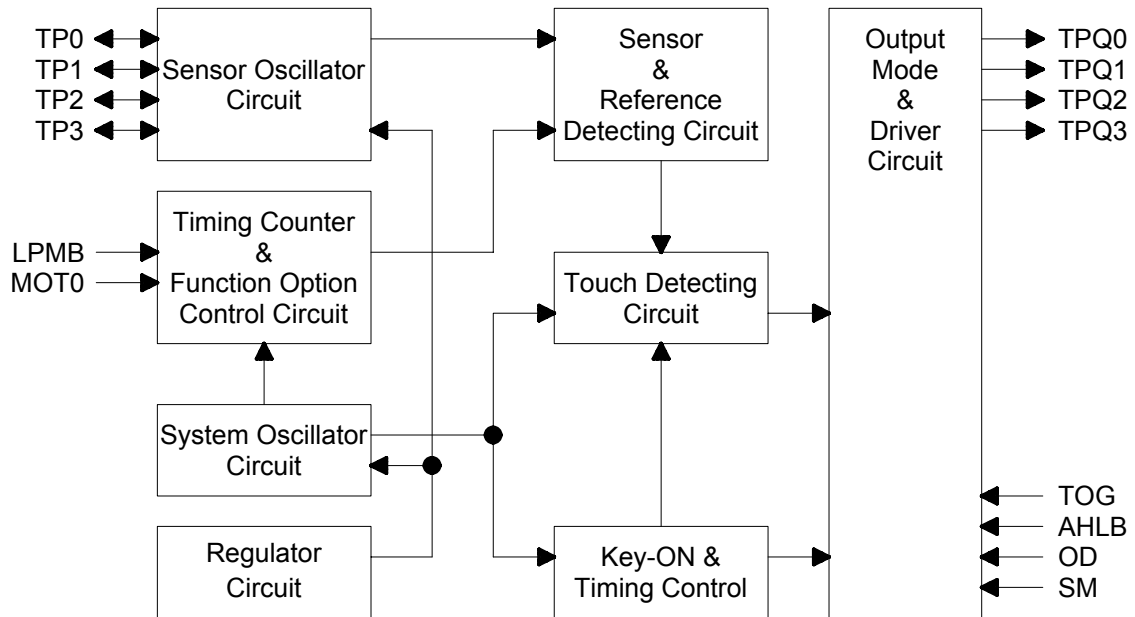 TP0
TP1
TP2
TP3
Sensor Oscillator
Circuit
Sensor
&
Reference
Detecting Circuit
Output
Mode
&
Driver
Circuit
TPQ0
TPQ1
TPQ2
TPQ3
LPMB
MOT0
Timing Counter
&
Function Option
Control Circuit
Touch Detecting
Circuit
System Oscillator
Circuit
Regulator
Circuit
Key-ON &
Timing Control
TOG
AHLB
OD
SM